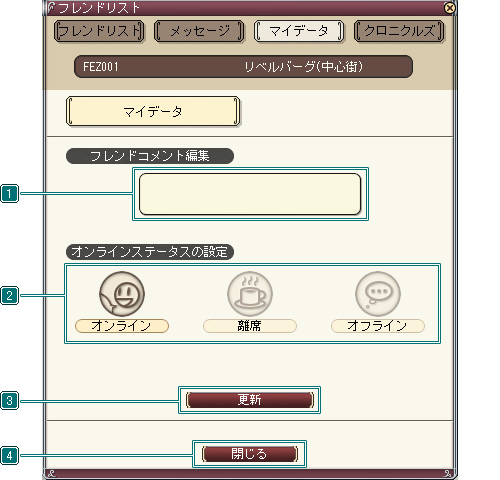 フレンドリスト
フレンドリスト メッセージ マイデータ クロニクルズ
FEZ001 リベルバーグ(中心街)
マイデータ
フレンドコメント編集
1
オンラインステータスの設定
2
オンライン 離席 オフライン
3 更新
4 閉じる